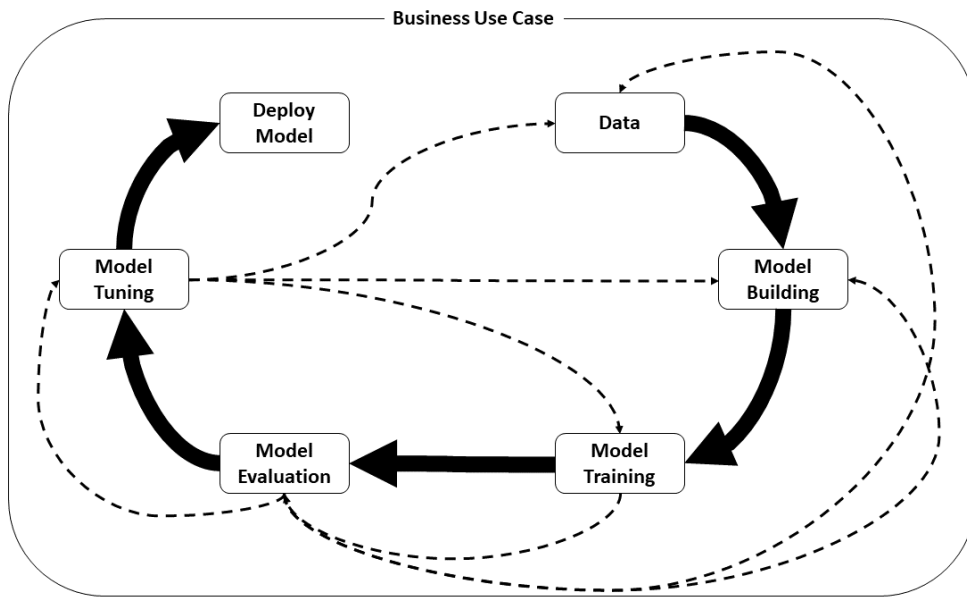 Business Use Case
Deploy
Model
Data
Model
Tuning
Model
Building
Model
Evaluation
Model
Training